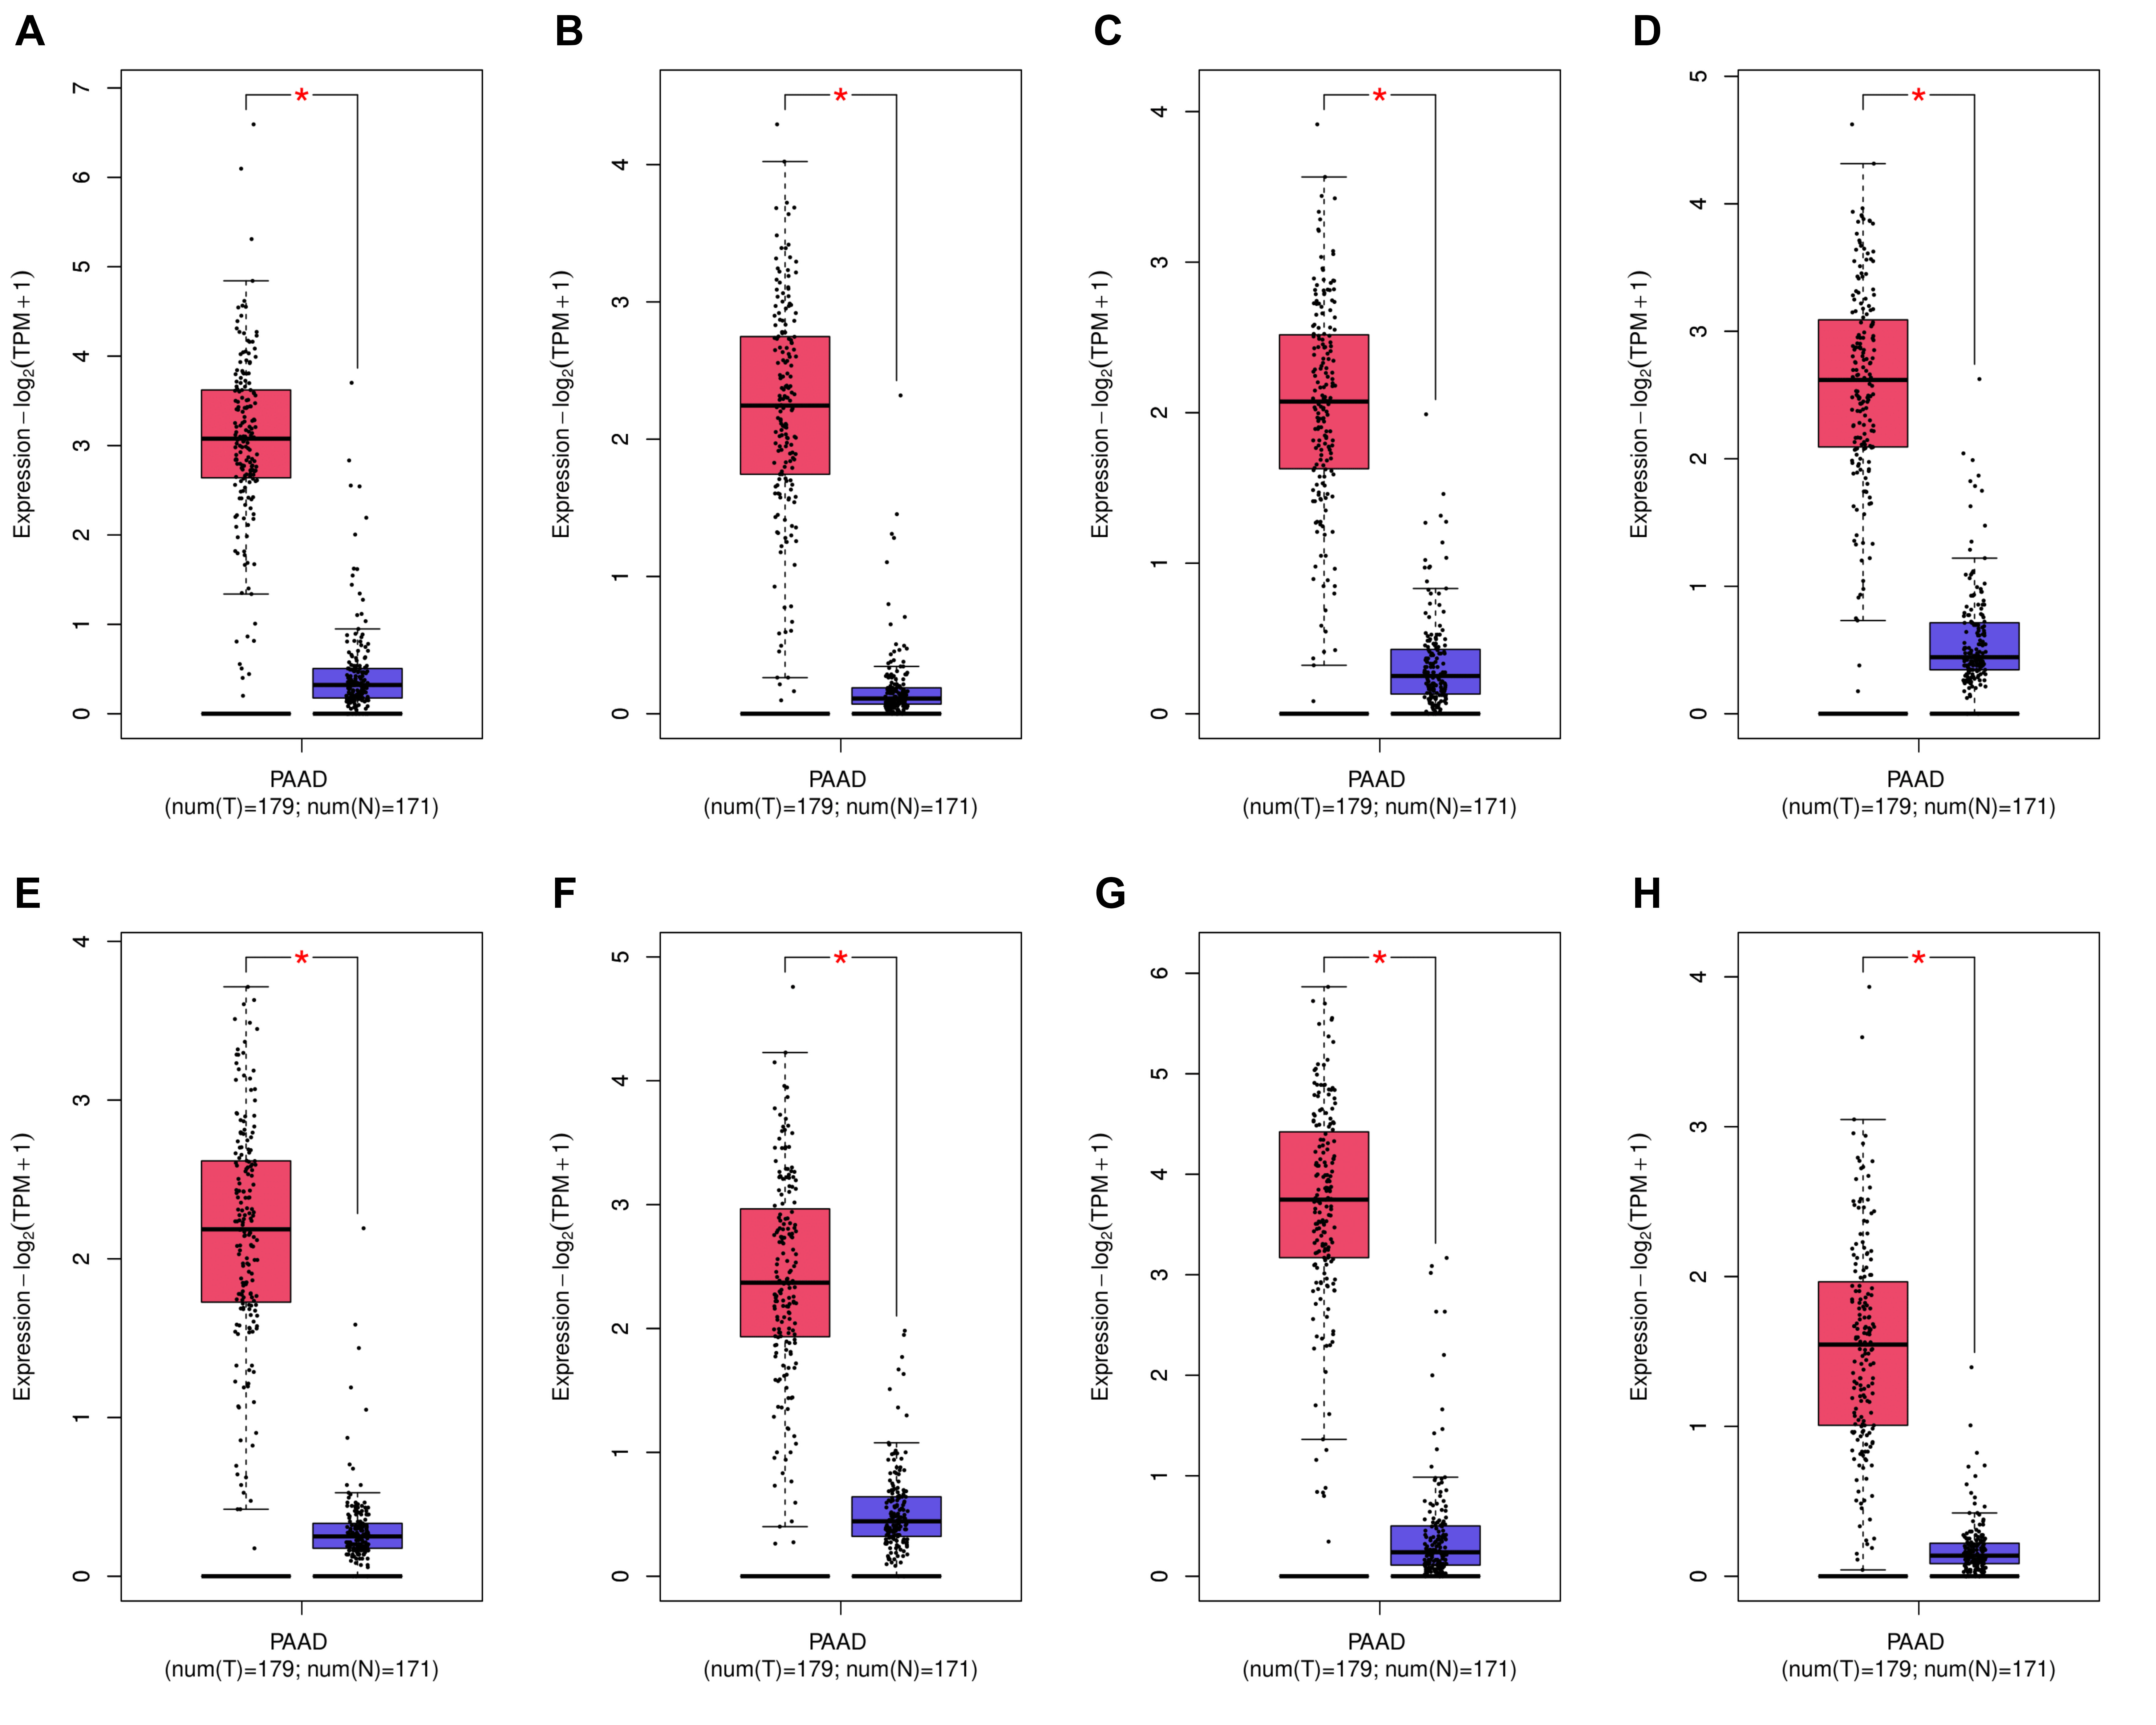 A
B
C
D
7
6
5
4
3
2
1
0
Expression – log2(TPM + 1)
*
PAAD
(num(T)=179; num(N)=171)
4
3
2
1
0
Expression – log2(TPM + 1)
*
PAAD
(num(T)=179; num(N)=171)
4
3
2
1
0
Expression – log2(TPM + 1)
*
PAAD
(num(T)=179; num(N)=171)
5
4
3
2
1
0
Expression – log2(TPM + 1)
*
PAAD
(num(T)=179; num(N)=171)
E
F
G
H
4
3
2
1
0
Expression – log2(TPM + 1)
*
PAAD
(num(T)=179; num(N)=171)
5
4
3
2
1
0
Expression – log2(TPM + 1)
*
PAAD
(num(T)=179; num(N)=171)
6
5
4
3
2
1
0
Expression – log2(TPM + 1)
*
PAAD
(num(T)=179; num(N)=171)
4
3
2
1
0
Expression – log2(TPM + 1)
*
PAAD
(num(T)=179; num(N)=171)